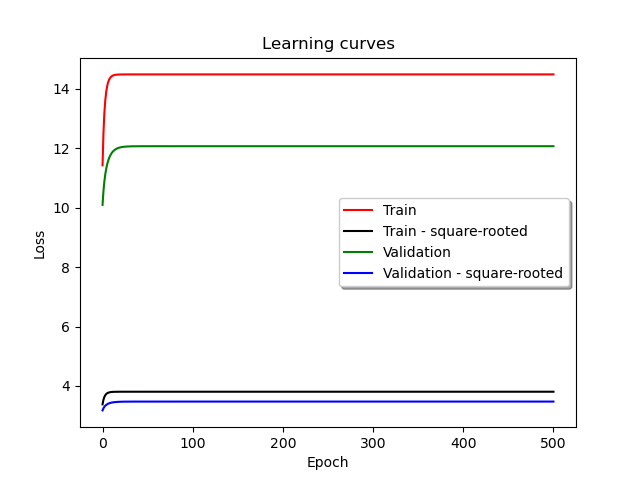 Learning curves
14
12
10
8
6
4
Loss
Train
Train - square-rooted
Validation
Validation - square-rooted
0 100 200 300 400 500
Epoch